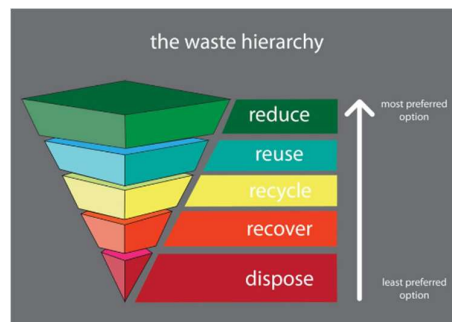 the waste hierarchy
reduce
most preferred
option
reuse
recycle
recover
dispose
least preferred
option